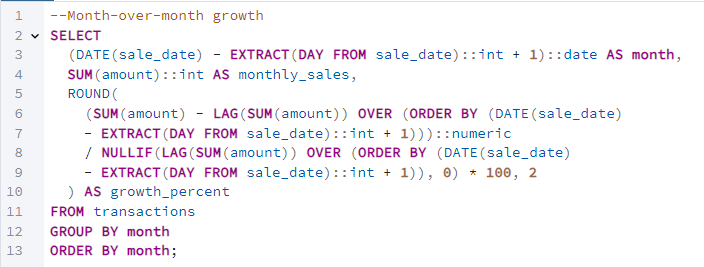 1 --Month-over-month growth
2 SELECT
3 (DATE(sale_date) - EXTRACT(DAY FROM sale_date)::int + 1)::date AS month,
4 SUM(amount)::int AS monthly_sales,
5 ROUND(
6 (SUM(amount) - LAG(SUM(amount)) OVER (ORDER BY (DATE(sale_date)
7 - EXTRACT(DAY FROM sale_date)::int + 1)))::numeric
8 / NULLIF(LAG(SUM(amount)) OVER (ORDER BY (DATE(sale_date)
9 - EXTRACT(DAY FROM sale_date)::int + 1)), 0) * 100, 2
10 ) AS growth_percent
11 FROM transactions
12 GROUP BY month
13 ORDER BY month;